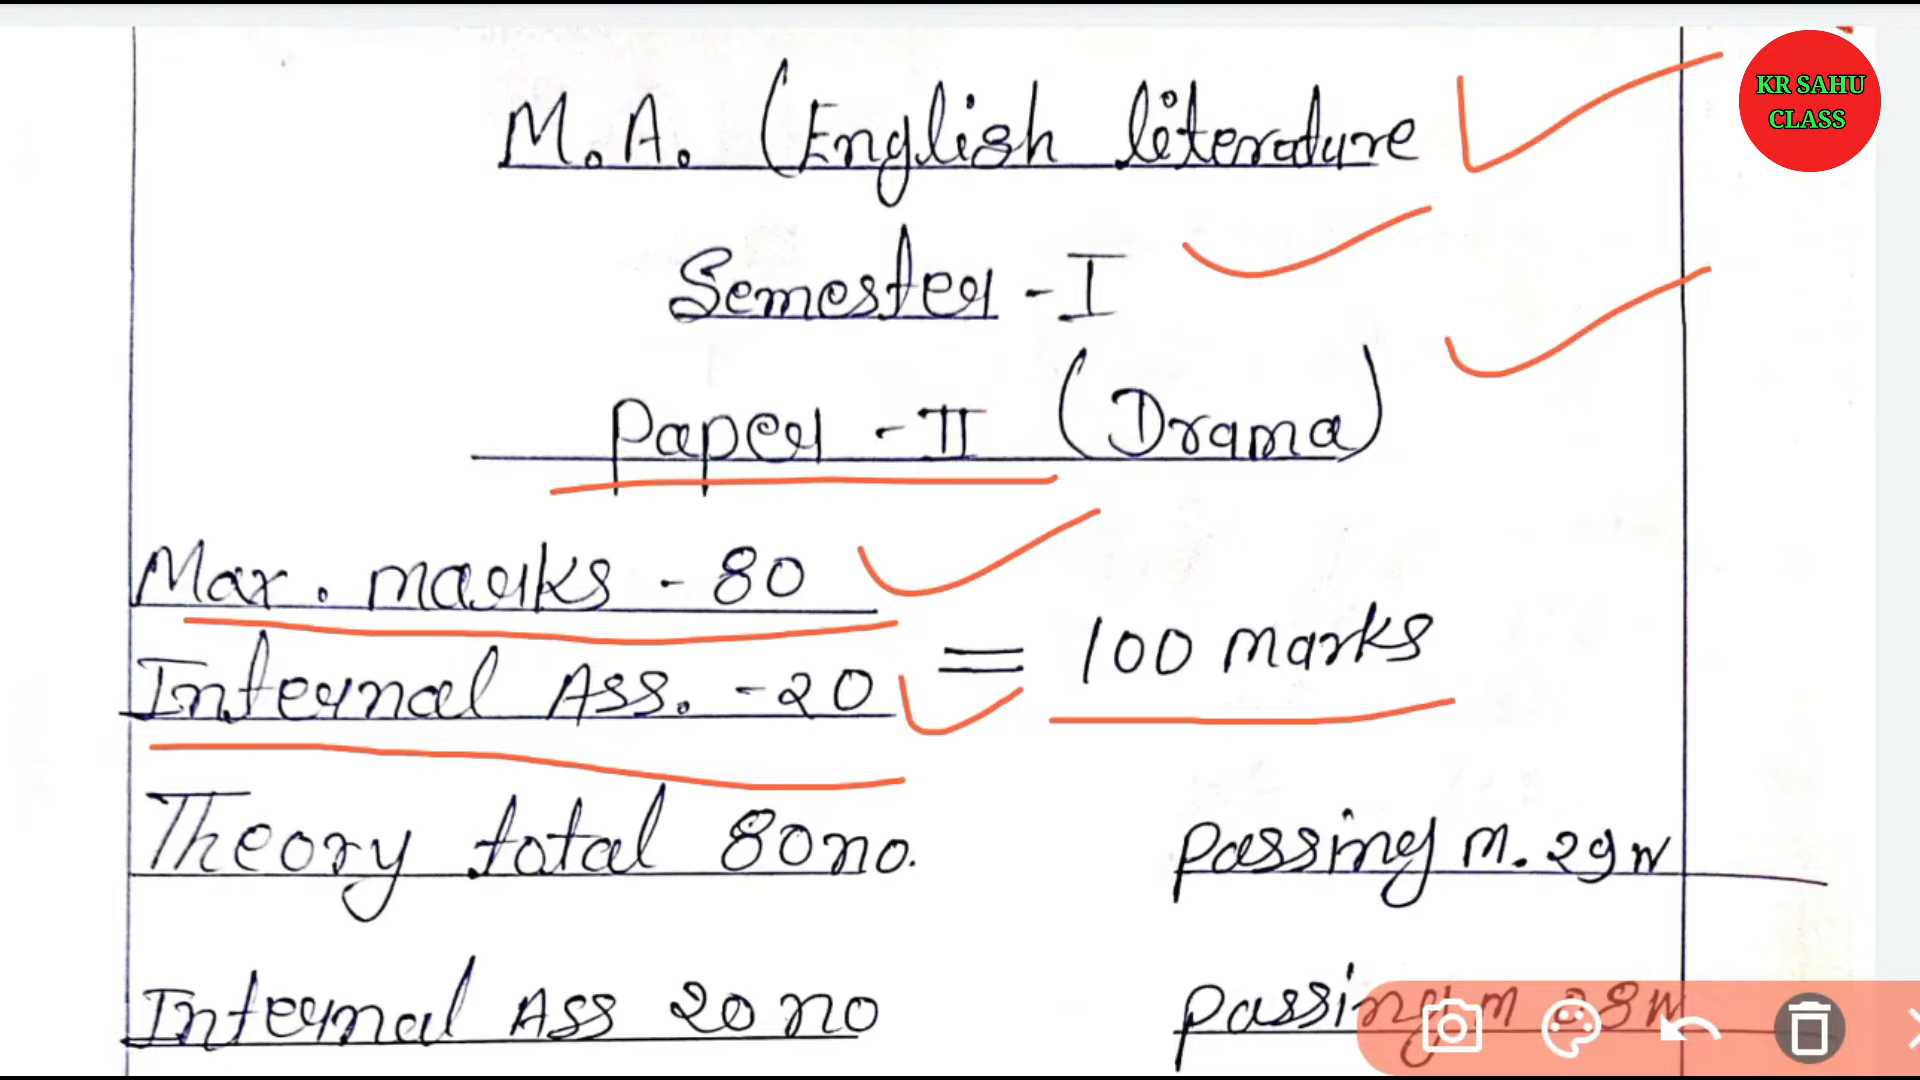 M.A. (English literature
KR SAHU
CLASS
Semester - I
Paper - II (Drama)
Max. marks - 80
Internal Ass. - 20 = 100 marks
Theory total 80 no. passing m. 29
Internal Ass 20 no passing m